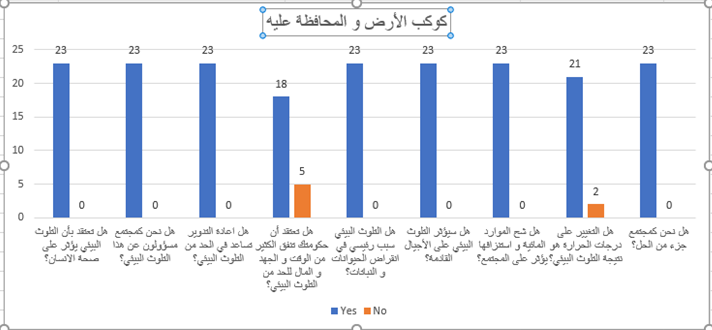 كوكب الأرض و المحافظة عليه
25
20
15
10
5
0
23
0
23
0
23
0
18
5
23
0
23
0
23
0
21
2
23
0
هل تعتقد بأن التلوث
البيئي يؤثر على
صحة الانسان؟
هل نحن كمجتمع
مسؤولون عن هذا
التلوث البيئي؟
هل اعادة التدوير
تساعد في الحد من
التلوث البيئي؟
هل تعتقد أن
حكومتك تنفق الكثير
من الوقت و الجهد
و المال للحد من
التلوث البيئي؟
هل التلوث البيئي
سبب رئيسي في
انقراض الحيوانات
و النباتات؟
هل سيؤثر التلوث
البيئي على الأجيال
القادمة؟
هل شح الموارد
المائية و استنزافها
يؤثر على المجتمع؟
هل التغيير على
درجات الحرارة هو
نتيجة التلوث البيئي؟
هل نحن كمجتمع
جزء من الحل؟
Yes No